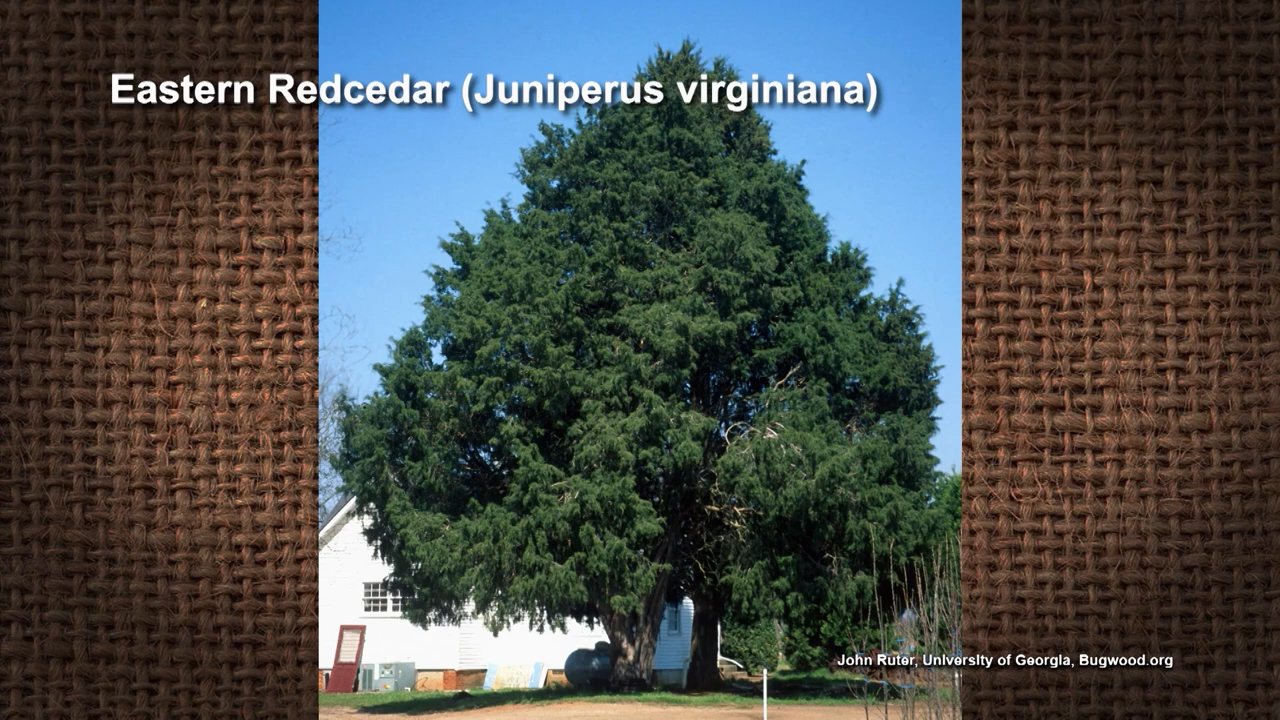 Eastern Redcedar (Juniperus virginiana)
John Ruter, University of Georgia, Bugwood.org